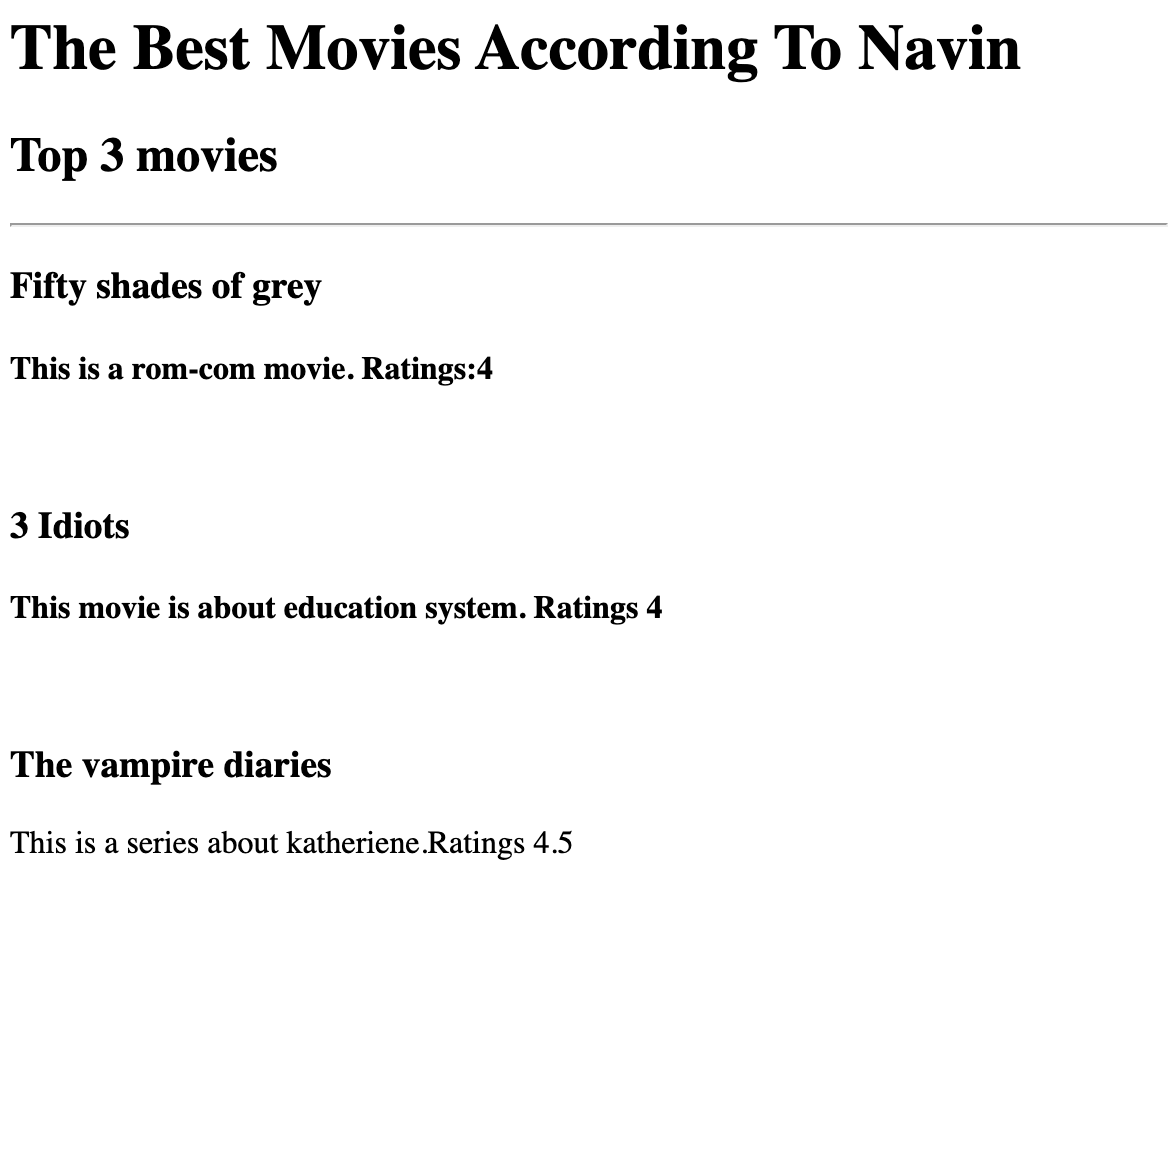 The Best Movies According To Navin
Top 3 movies
Fifty shades of grey
This is a rom-com movie. Ratings:4
3 Idiots
This movie is about education system. Ratings 4
The vampire diaries
This is a series about katheriene.Ratings 4.5